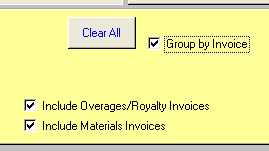 Clear All
Group by Invoice
Include Overages/Royalty Invoices
Include Materials Invoices